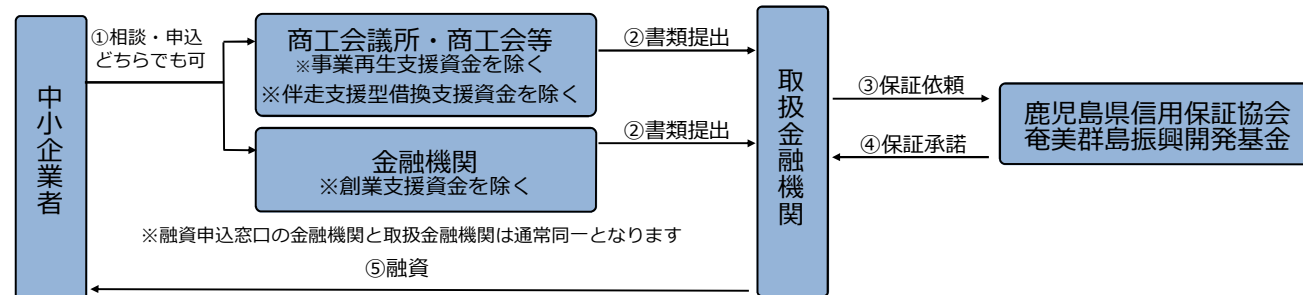 中小企業者
①相談・申込
どちらでも可
商工会議所・商工会等
※事業再生支援資金を除く
※伴走支援型借換支援資金を除く
金融機関
※創業支援資金を除く
②書類提出
②書類提出
取扱金融機関
③保証依頼
④保証承諾
鹿児島県信用保証協会
奄美群島振興開発基金
※融資申込窓口の金融機関と取扱金融機関は通常同一となります
⑤融資